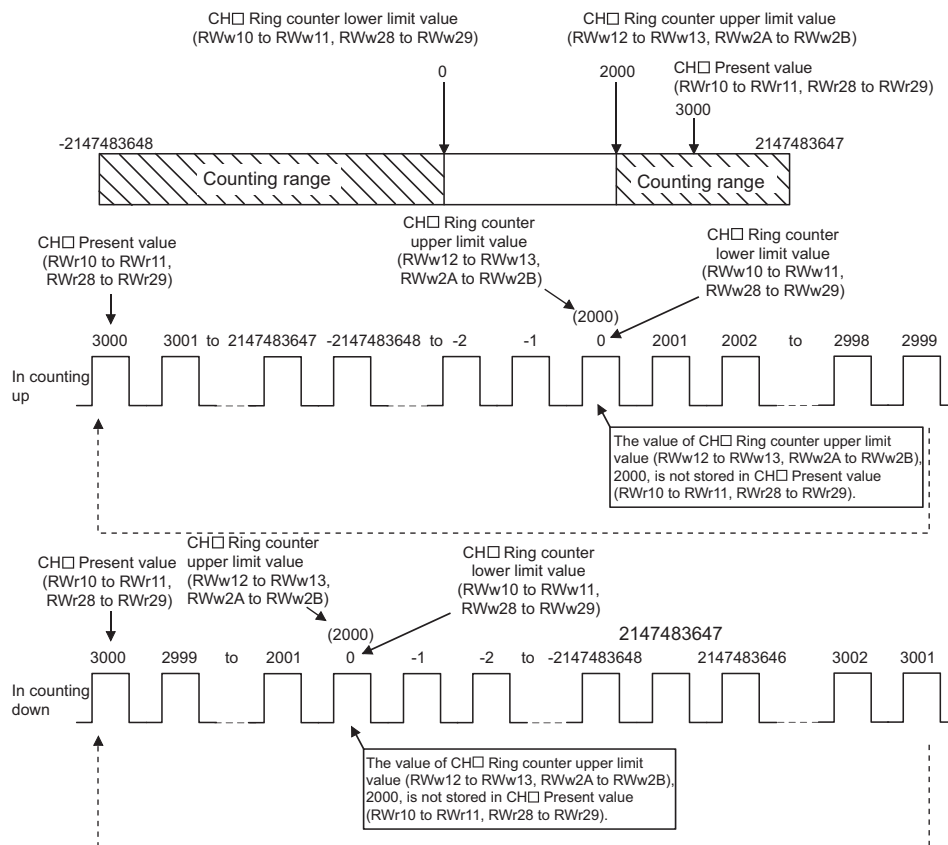 CH□ Ring counter lower limit value
(RWw10 to RWw11, RWw28 to RWw29)
CH□ Ring counter upper limit value
(RWw12 to RWw13, RWw2A to RWw2B)
0
2000
CH□ Present value
(RWr10 to RWr11, RWr28 to RWr29)
3000
-2147483648
2147483647
Counting range
Counting range
CH□ Present value
(RWr10 to RWr11,
RWr28 to RWr29)
CH□ Ring counter
upper limit value
(RWw12 to RWw13,
RWw2A to RWw2B)
CH□ Ring counter
lower limit value
(RWw10 to RWw11,
RWw28 to RWw29)
(2000)
3000 3001 to 2147483647 -2147483648 to -2 -1 0 2001 2002 to 2998 2999
In counting
up
The value of CH□ Ring counter upper limit
value (RWw12 to RWw13, RWw2A to RWw2B),
2000, is not stored in CH□ Present value
(RWr10 to RWr11, RWr28 to RWr29).
CH□ Present value
(RWr10 to RWr11,
RWr28 to RWr29)
CH□ Ring counter
upper limit value
(RWw12 to RWw13,
RWw2A to RWw2B)
CH□ Ring counter
lower limit value
(RWw10 to RWw11,
RWw28 to RWw29)
(2000)
2147483647
3000 2999 to 2001 0 -1 -2 to -2147483648 2147483646 3002 3001
In counting
down
The value of CH□ Ring counter upper limit
value (RWw12 to RWw13, RWw2A to RWw2B),
2000, is not stored in CH□ Present value
(RWr10 to RWr11, RWr28 to RWr29).